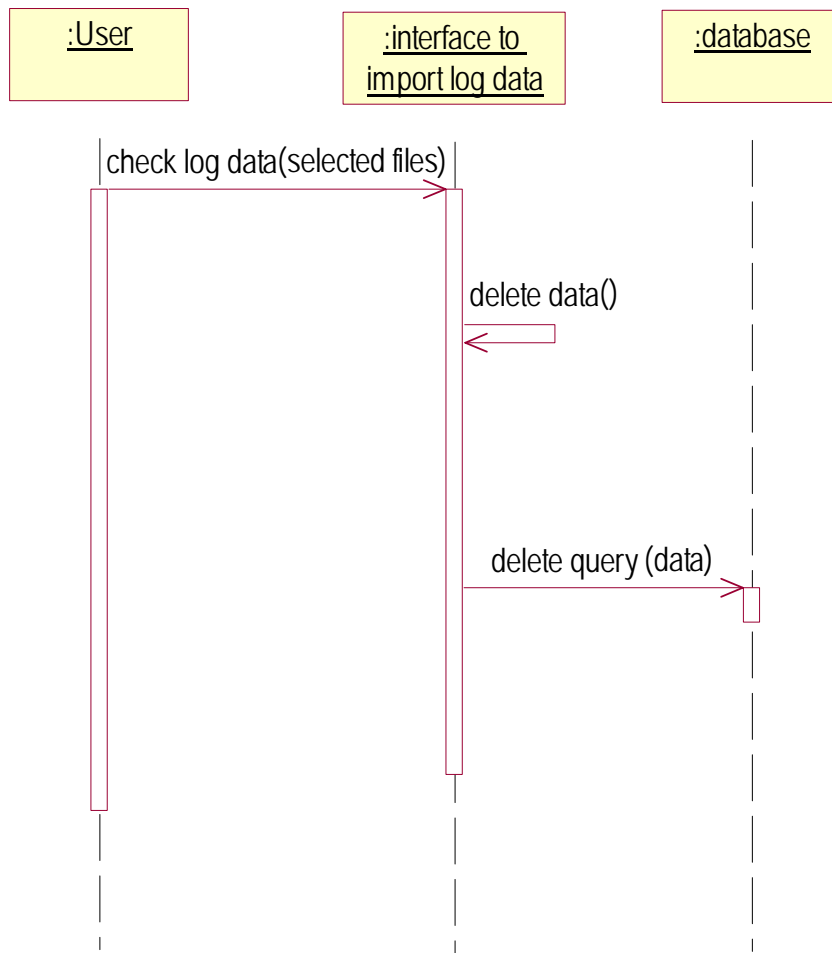 :User
:interface to
import log data
:database
check log data(selected files)
delete data()
delete query (data)